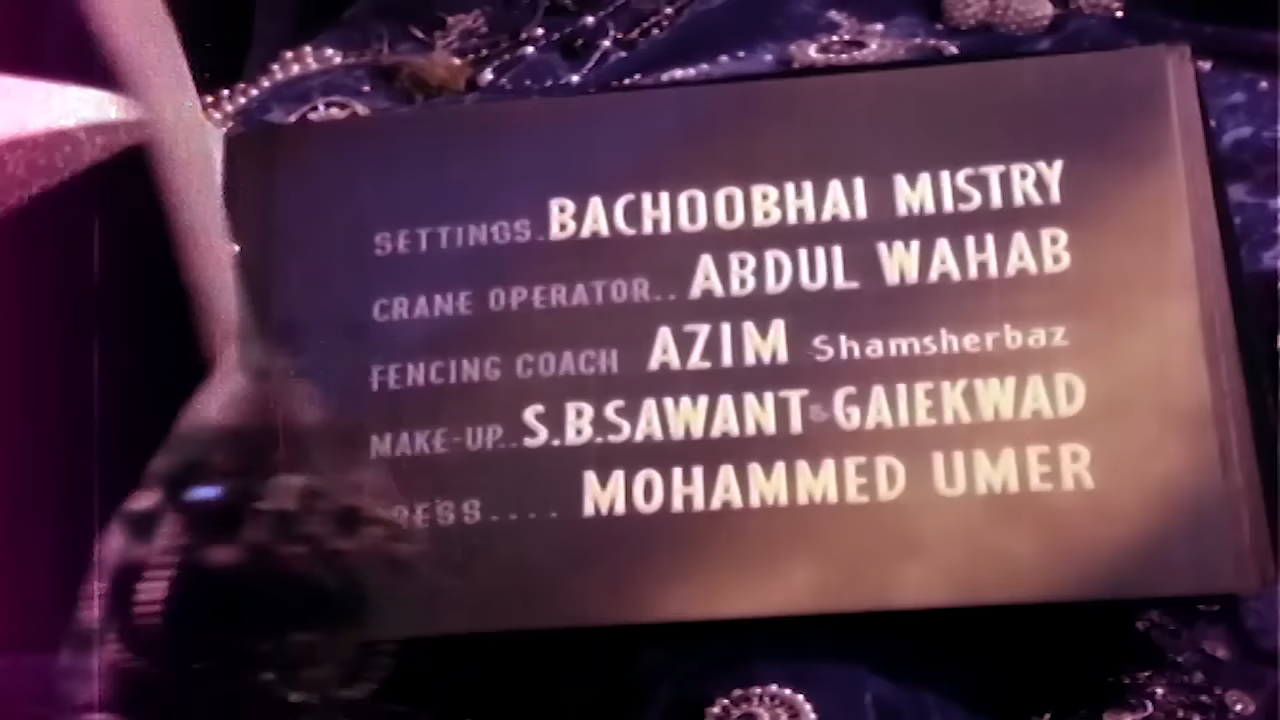 SETTINGS.BACHOOBHAI MISTRY
CRANE OPERATOR..ABDUL WAHAB
FENCING COACH AZIM Shamsherbaz
MAKE-UP..S.B.SAWANT & GAIEKWAD
.... MOHAMMED UMER